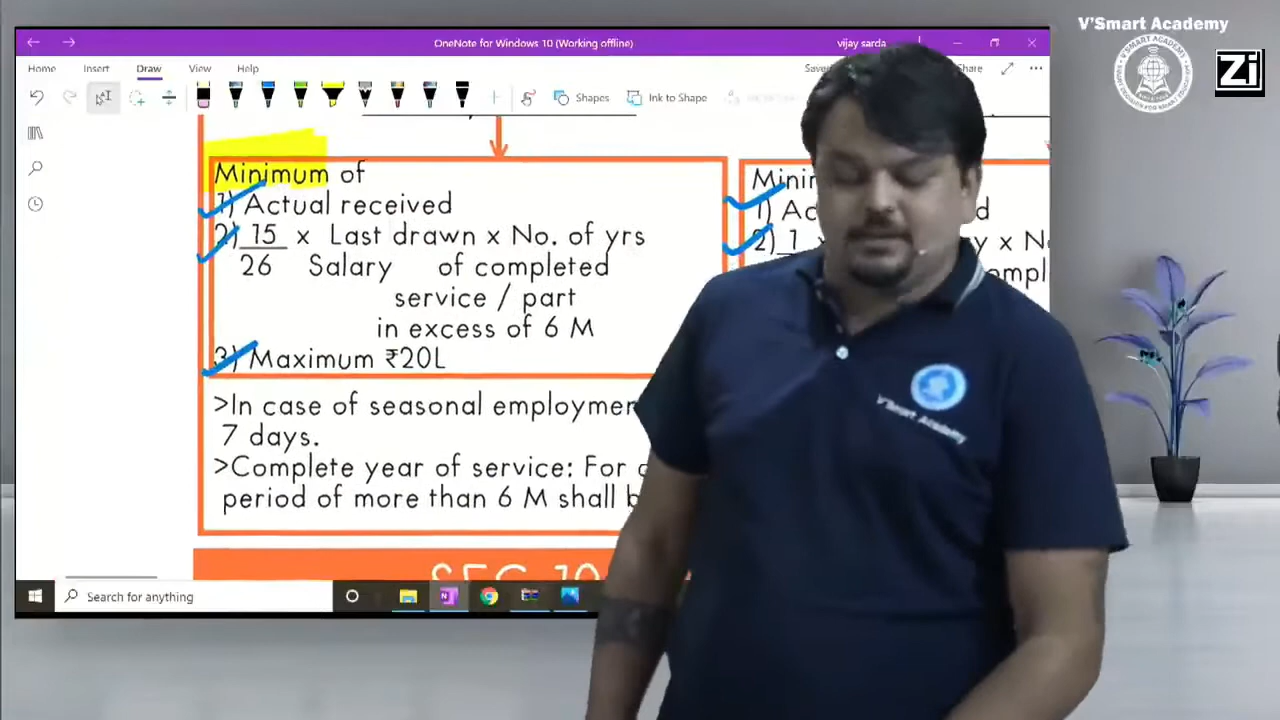 V'Smart Academy
OneNote for Windows 10 (Working offline)
vijay sarda
Home Insert Draw View Help
Share
Shapes
Ink to Shape
Minimum of
1) Actual received
2) 15 x Last drawn x No. of yrs
26 Salary of completed
service / part
in excess of 6 M
3) Maximum ₹20L
>In case of seasonal employmen
7 days.
>Complete year of service: For
period of more than 6 M shall b
1) Ac d
2) 1 y x N
Search for anything
Zi
V'Smart Academy